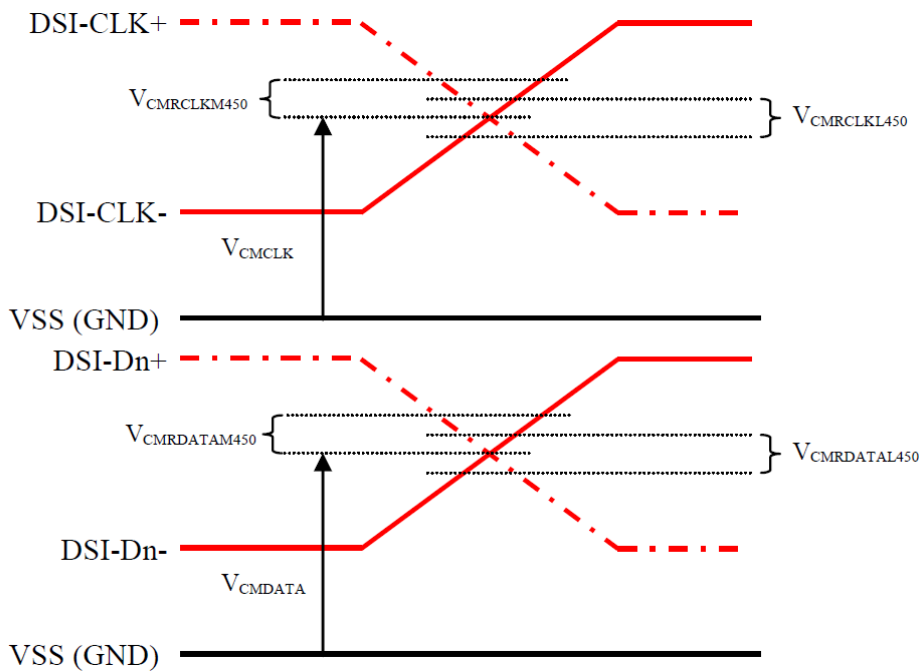 DSI-CLK+
VCMRCLKM450
VCMRCLKL450
DSI-CLK-
VCMCLK
VSS (GND)
DSI-Dn+
VCMRDATAM450
VCMRDATAL450
DSI-Dn-
VCMDATA
VSS (GND)